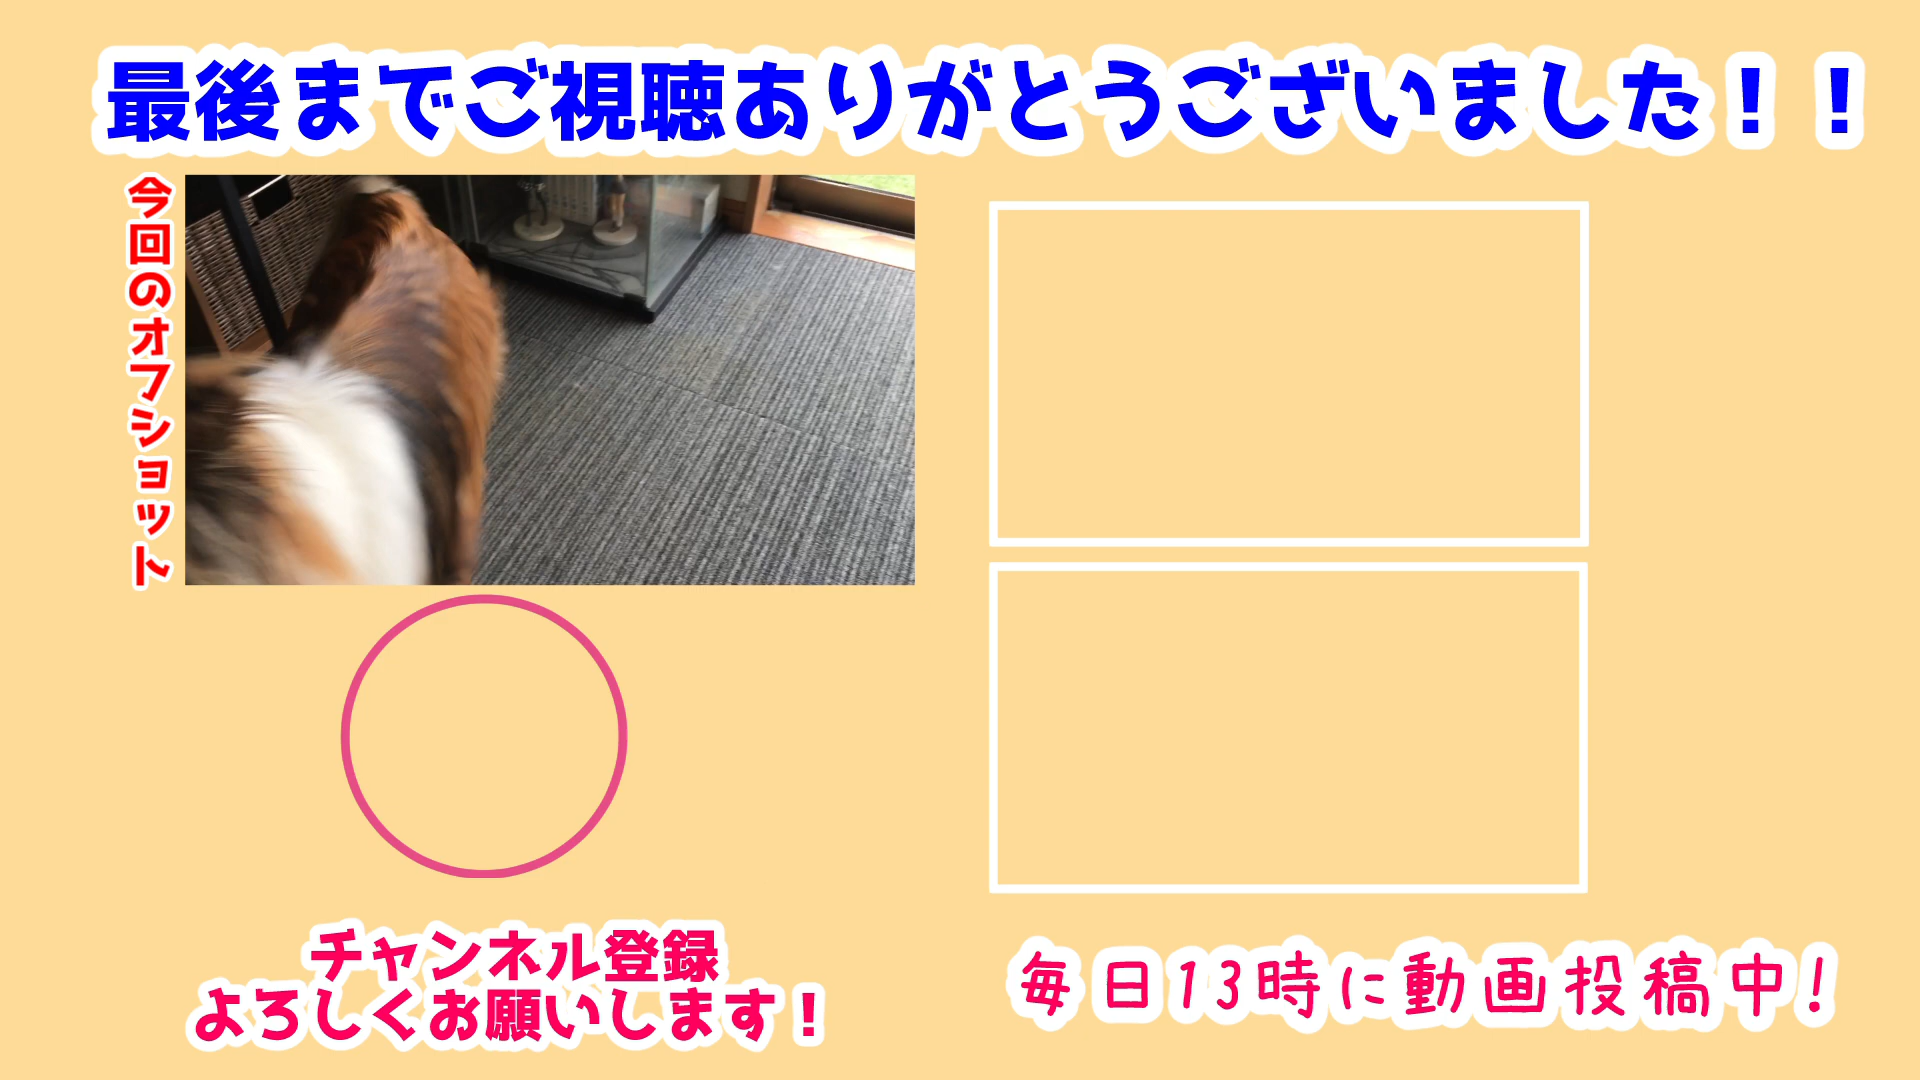 最後までご視聴ありがとうございました！！
今回のオフショット
チャンネル登録
よろしくお願いします！
毎日13時に動画投稿中！